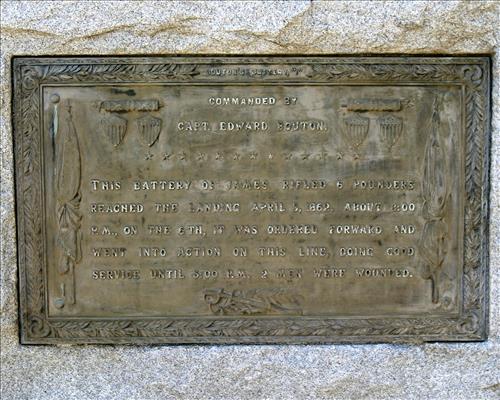 COMMANDED BY
CAPT. EDWARD BOUTON.
THIS BATTERY OF JAMES RIFLED 6 POUNDERS
REACHED THE LANDING APRIL 5, 1862. ABOUT 3:00
P.M., ON THE 6TH, IT WAS ORDERED FORWARD AND
WENT INTO ACTION ON THIS LINE, DOING GOOD
SERVICE UNTIL 5:00 P.M. 2 MEN WERE WOUNDED.